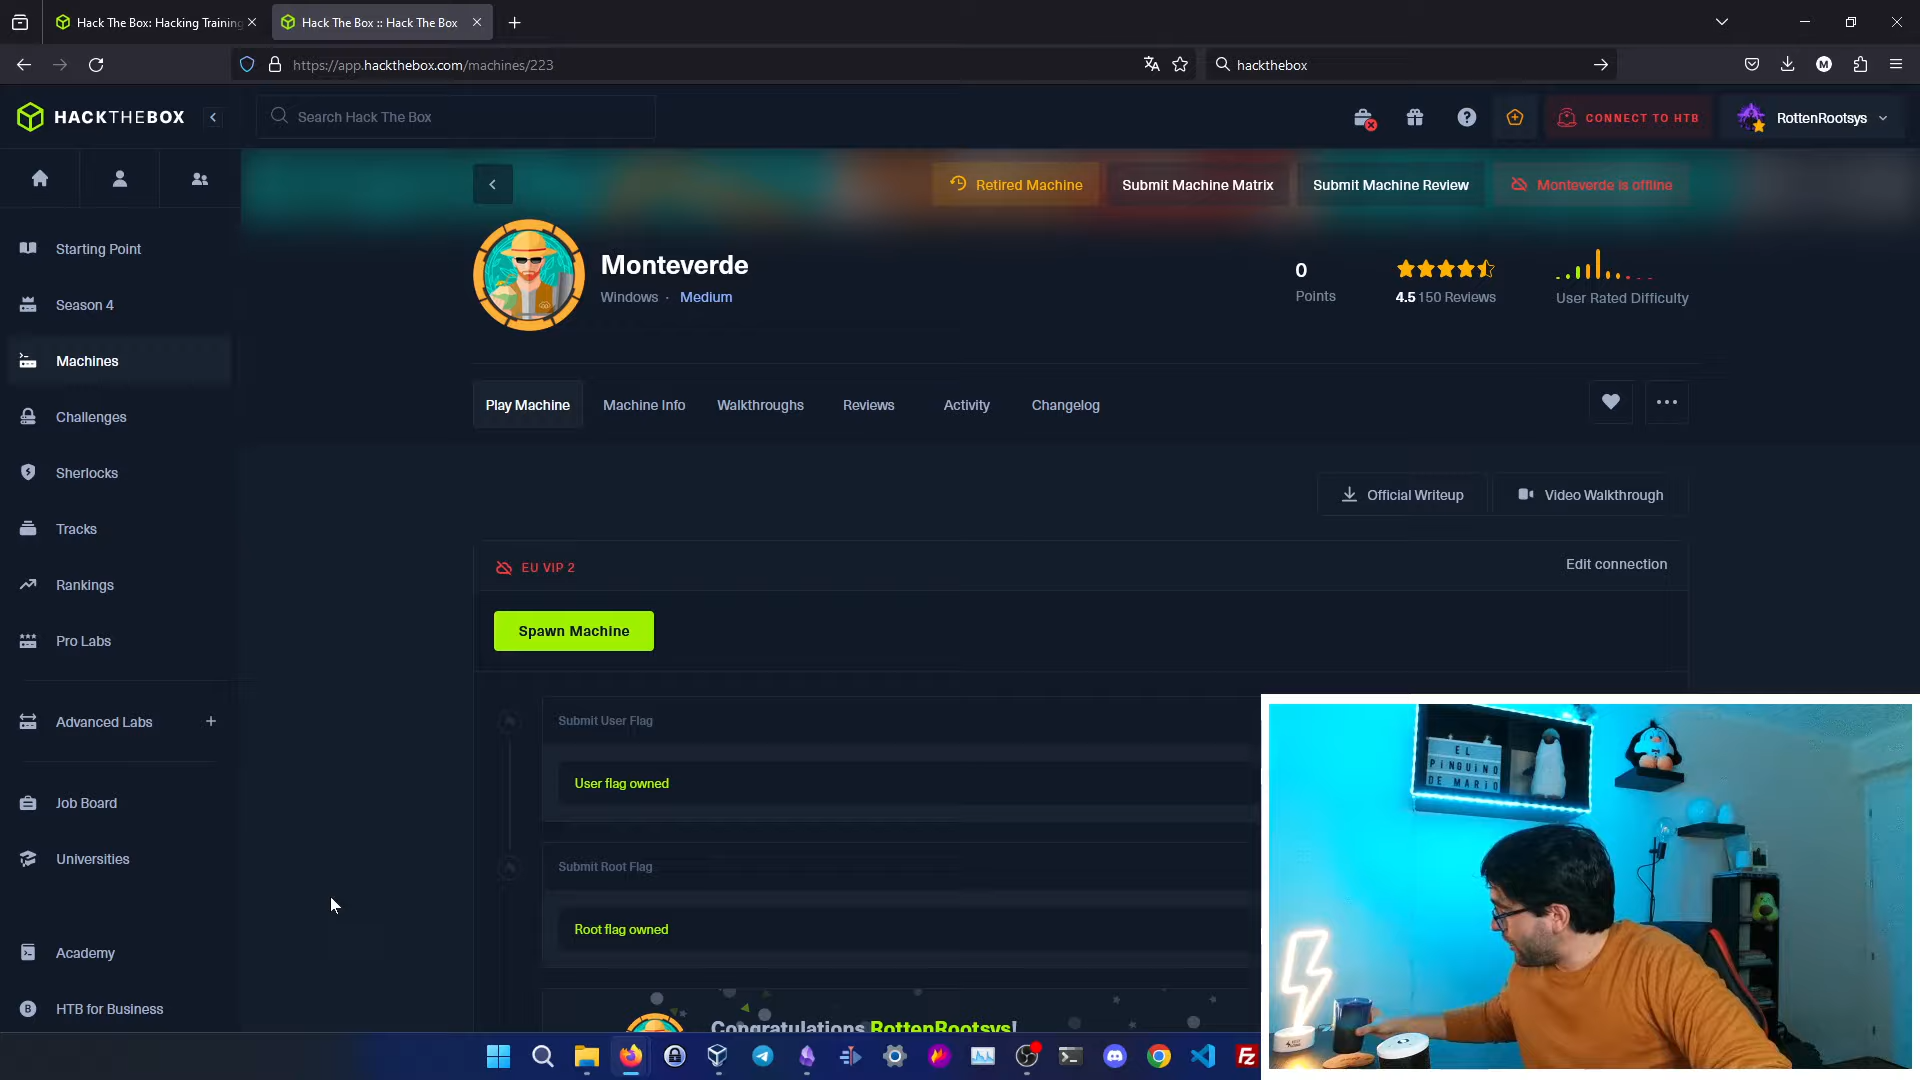 Hack The Box: Hacking Training
Hack The Box :: Hack The Box
https://app.hackthebox.com/machines/223
hackthebox
HACKTHEBOX
Search Hack The Box
CONNECT TO HTB
RottenRootsys
Retired Machine
Submit Machine Matrix
Submit Machine Review
Monteverde is offline
Starting Point
Season 4
Machines
Challenges
Sherlocks
Tracks
Rankings
Pro Labs
Advanced Labs
Job Board
Universities
Academy
HTB for Business
Monteverde
Windows · Medium
0
Points
4.5 150 Reviews
User Rated Difficulty
Play Machine
Machine Info
Walkthroughs
Reviews
Activity
Changelog
Official Writeup
Video Walkthrough
EU VIP 2
Edit connection
Spawn Machine
Submit User Flag
User flag owned
Submit Root Flag
Root flag owned
Congratulations RottenRootsys!
EL
PiNGUiNO
DE MARiO